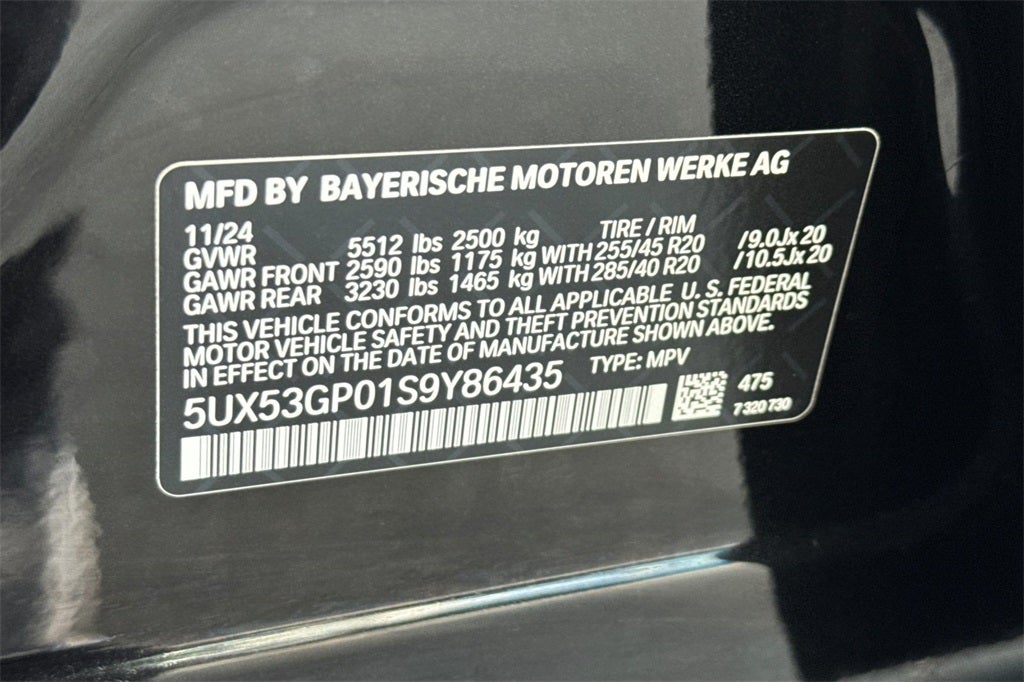 MFD BY BAYERISCHE MOTOREN WERKE AG
11/24 TIRE / RIM
GVWR 5512 lbs 2500 kg
GAWR FRONT 2590 lbs 1175 kg WITH 255/45 R20 /9.0Jx20
GAWR REAR 3230 lbs 1465 kg WITH 285/40 R20 /10.5Jx20
THIS VEHICLE CONFORMS TO ALL APPLICABLE U. S. FEDERAL
MOTOR VEHICLE SAFETY AND THEFT PREVENTION STANDARDS
IN EFFECT ON THE DATE OF MANUFACTURE SHOWN ABOVE.
5UX53GP01S9Y86435 TYPE: MPV
475
7 320 730